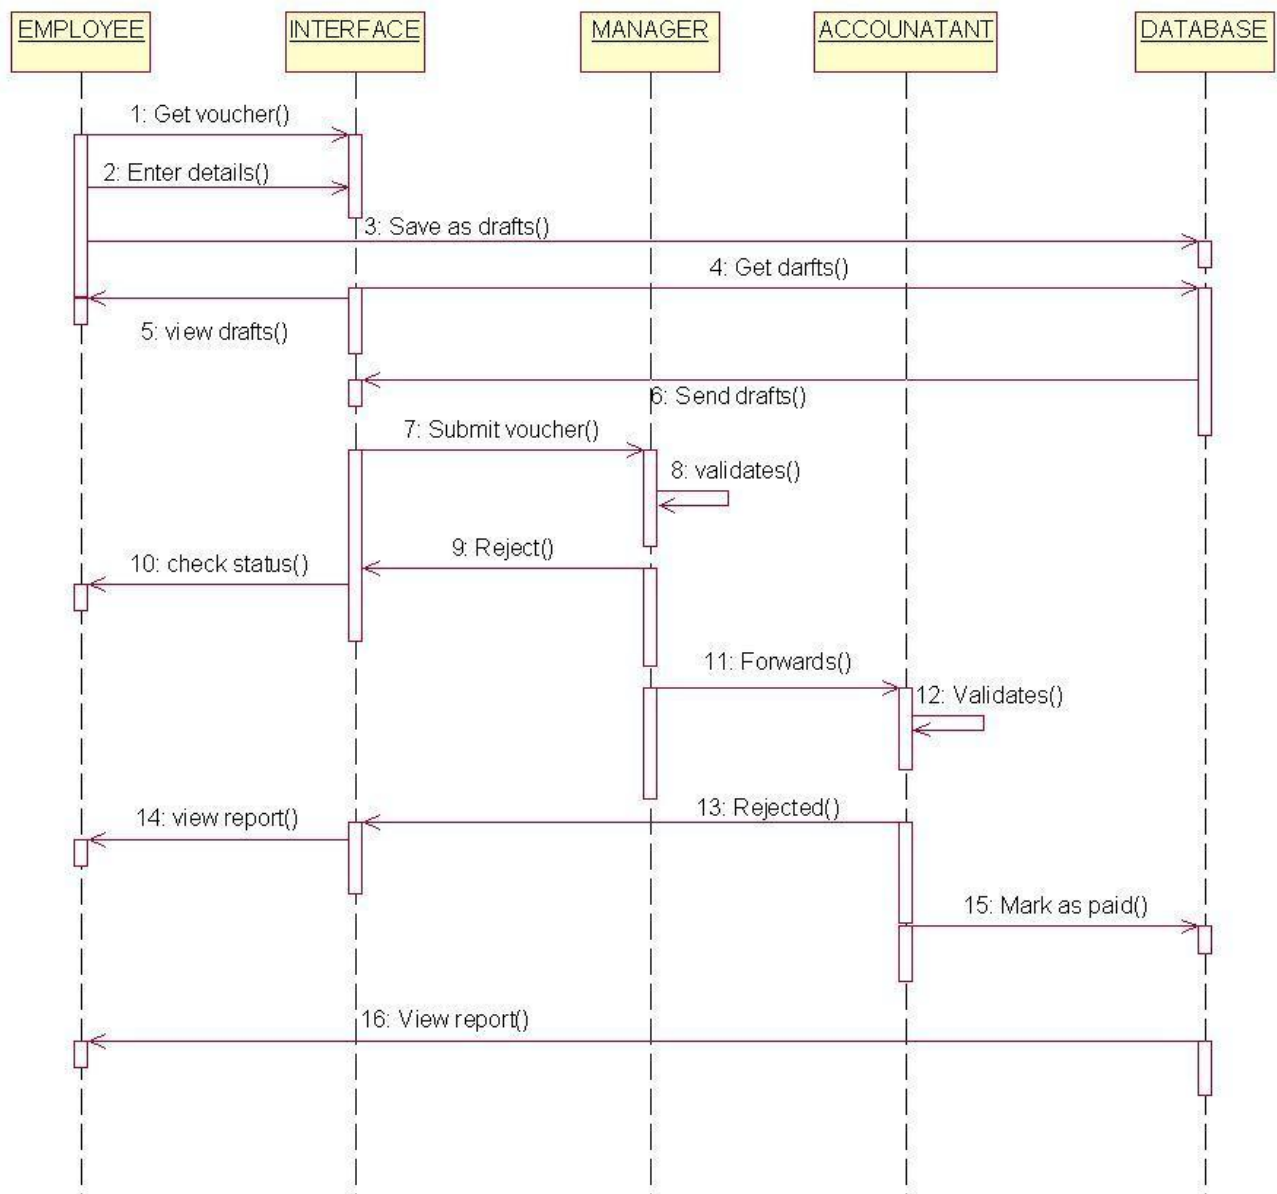 EMPLOYEE
INTERFACE
MANAGER
ACCOUNATANT
DATABASE
1: Get voucher()
2: Enter details()
3: Save as drafts()
4: Get darfts()
5: view drafts()
6: Send drafts()
7: Submit voucher()
8: validates()
9: Reject()
10: check status()
11: Forwards()
12: Validates()
13: Rejected()
14: view report()
15: Mark as paid()
16: View report()